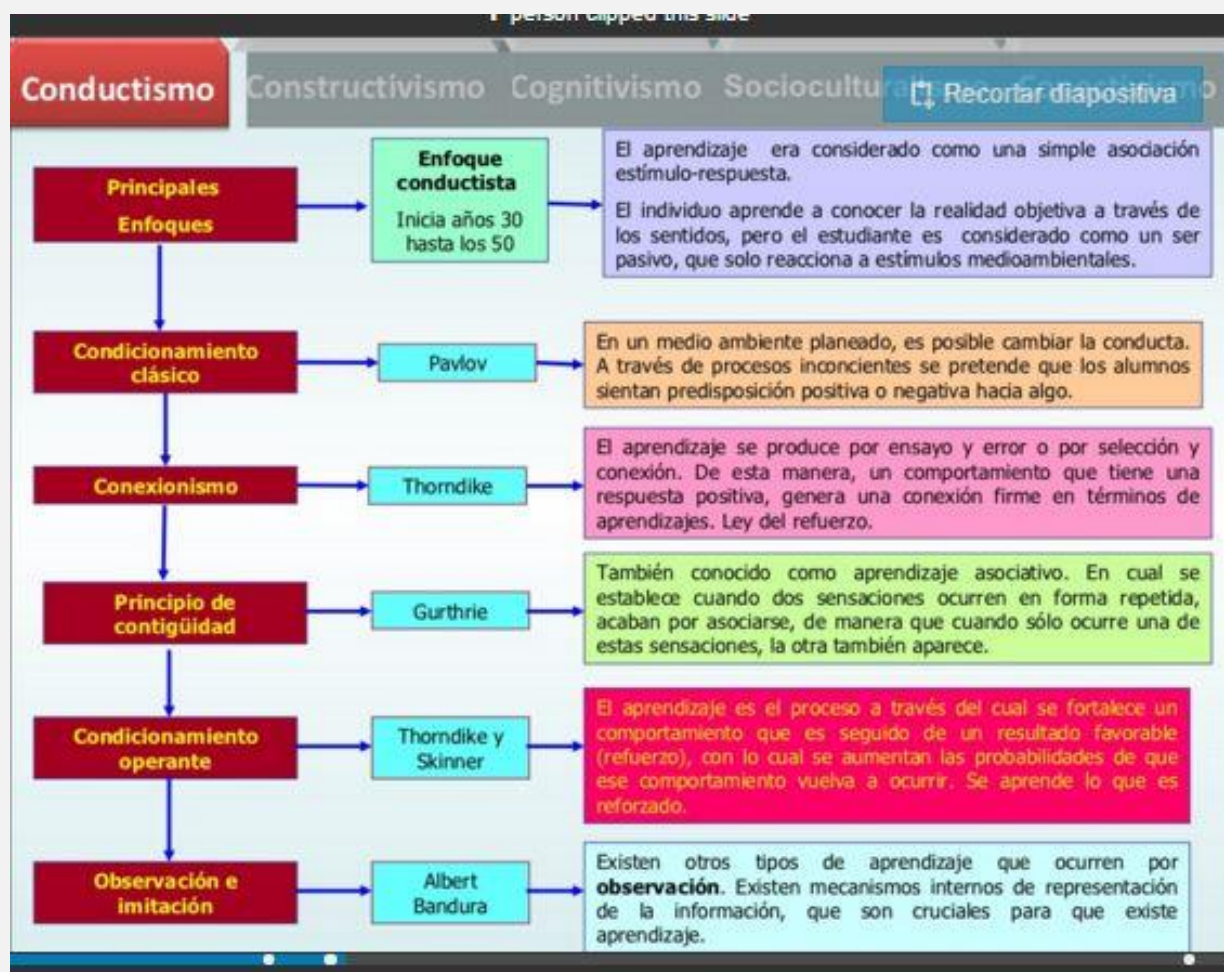 1 person clipped this slide
Conductismo Constructivismo Cognitivismo
Recortar diapositiva
Principales
Enfoques
Enfoque
conductista
Inicia años 30
hasta los 50
El aprendizaje era considerado como una simple asociación
estímulo-respuesta.
El individuo aprende a conocer la realidad objetiva a través de
los sentidos, pero el estudiante es considerado como un ser
pasivo, que solo reacciona a estímulos medioambientales.
Condicionamiento
clásico
Pavlov
En un medio ambiente planeado, es posible cambiar la conducta.
A través de procesos inconcientes se pretende que los alumnos
sientan predisposición positiva o negativa hacia algo.
Conexionismo
Thorndike
El aprendizaje se produce por ensayo y error o por selección y
conexión. De esta manera, un comportamiento que tiene una
respuesta positiva, genera una conexión firme en términos de
aprendizajes. Ley del refuerzo.
Principio de
contigüidad
Gurthrie
También conocido como aprendizaje asociativo. En cual se
establece cuando dos sensaciones ocurren en forma repetida,
acaban por asociarse, de manera que cuando sólo ocurre una de
estas sensaciones, la otra también aparece.
Condicionamiento
operante
Thorndike y
Skinner
El aprendizaje es el proceso a través del cual se fortalece un
comportamiento que es seguido de un resultado favorable
(refuerzo), con lo cual se aumentan las probabilidades de que
ese comportamiento vuelva a ocurrir. Se aprende lo que es
reforzado.
Observación e
imitación
Albert
Bandura
Existen otros tipos de aprendizaje que ocurren por
observación. Existen mecanismos internos de representación
de la información, que son cruciales para que existe
aprendizaje.